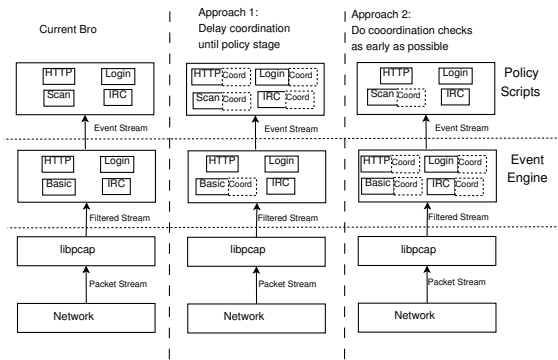 Current Bro
Approach 1:
Delay coordination
until policy stage
Approach 2:
Do cooordination checks
as early as possible
HTTP Login
Scan IRC
HTTP Coord Login Coord
Scan Coord IRC Coord
HTTP Login
Scan Coord IRC
Policy
Scripts
Event Stream
Event Stream
Event Stream
HTTP Login
Basic IRC
HTTP Login
Basic Coord IRC
HTTP Coord Login Coord
Basic Coord IRC Coord
Event
Engine
Filtered Stream
Filtered Stream
Filtered Stream
libpcap
libpcap
libpcap
Packet Stream
Packet Stream
Packet Stream
Network
Network
Network